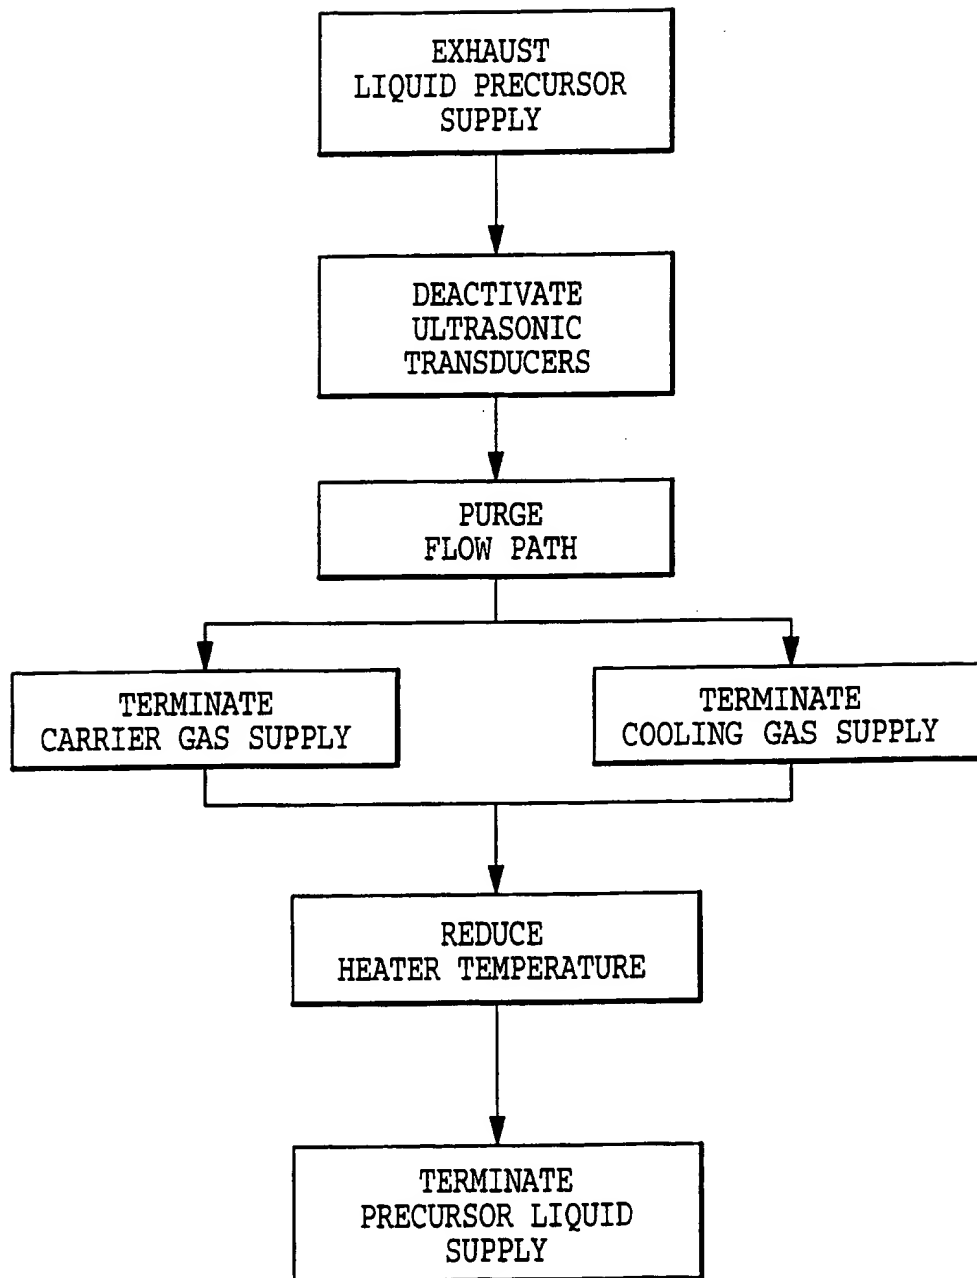 EXHAUST
LIQUID PRECURSOR
SUPPLY
DEACTIVATE
ULTRASONIC
TRANSDUCERS
PURGE
FLOW PATH
TERMINATE
CARRIER GAS SUPPLY
TERMINATE
COOLING GAS SUPPLY
REDUCE
HEATER TEMPERATURE
TERMINATE
PRECURSOR LIQUID
SUPPLY